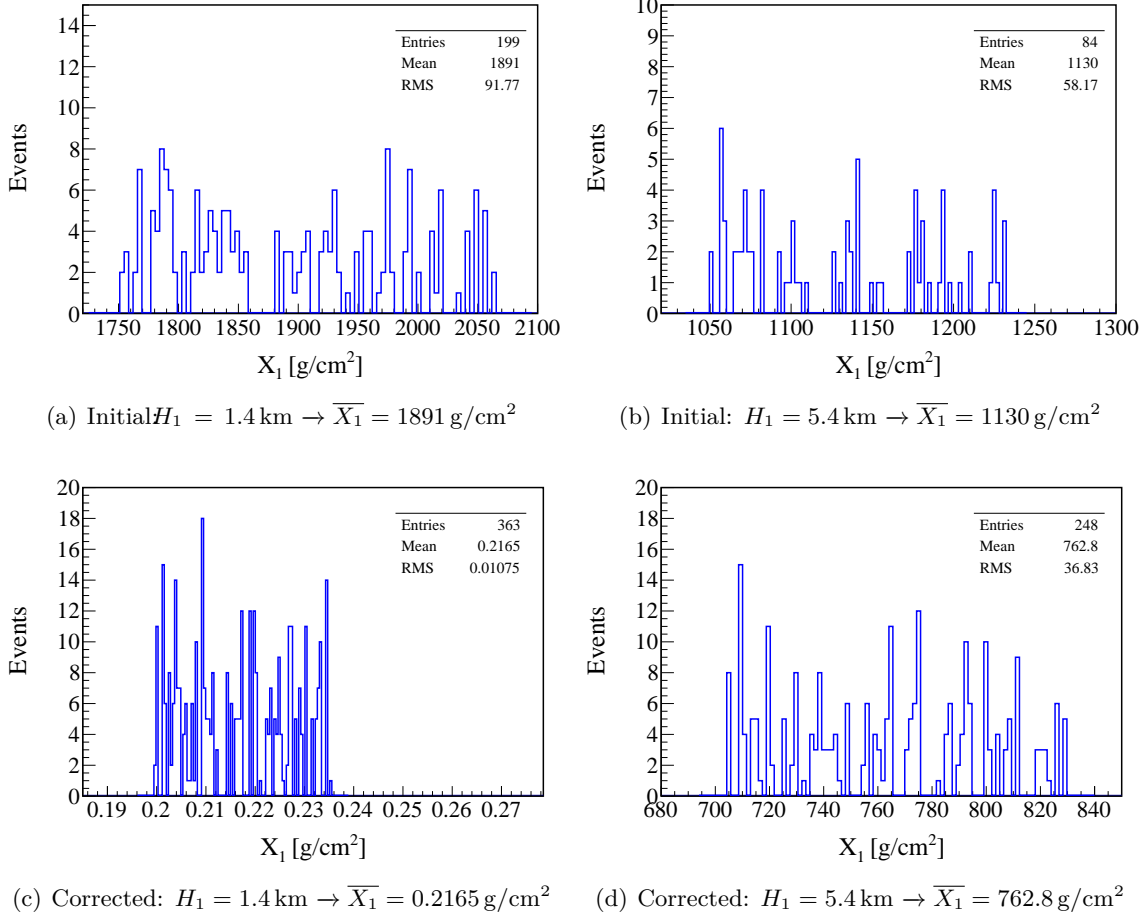 Entries 199
Mean 1891
RMS 91.77
14
12
10
8
6
4
2
0
Events
1750 1800 1850 1900 1950 2000 2050 2100
X₁ [g/cm²]
(a) Initial:H₁ = 1.4 km → X̅₁ = 1891 g/cm²
Entries 84
Mean 1130
RMS 58.17
10
9
8
7
6
5
4
3
2
1
0
Events
1050 1100 1150 1200 1250 1300
X₁ [g/cm²]
(b) Initial: H₁ = 5.4 km → X̅₁ = 1130 g/cm²
Entries 363
Mean 0.2165
RMS 0.01075
20
18
16
14
12
10
8
6
4
2
0
Events
0.19 0.2 0.21 0.22 0.23 0.24 0.25 0.26 0.27
X₁ [g/cm²]
(c) Corrected: H₁ = 1.4 km → X̅₁ = 0.2165 g/cm²
Entries 248
Mean 762.8
RMS 36.83
20
18
16
14
12
10
8
6
4
2
0
Events
680 700 720 740 760 780 800 820 840
X₁ [g/cm²]
(d) Corrected: H₁ = 5.4 km → X̅₁ = 762.8 g/cm²